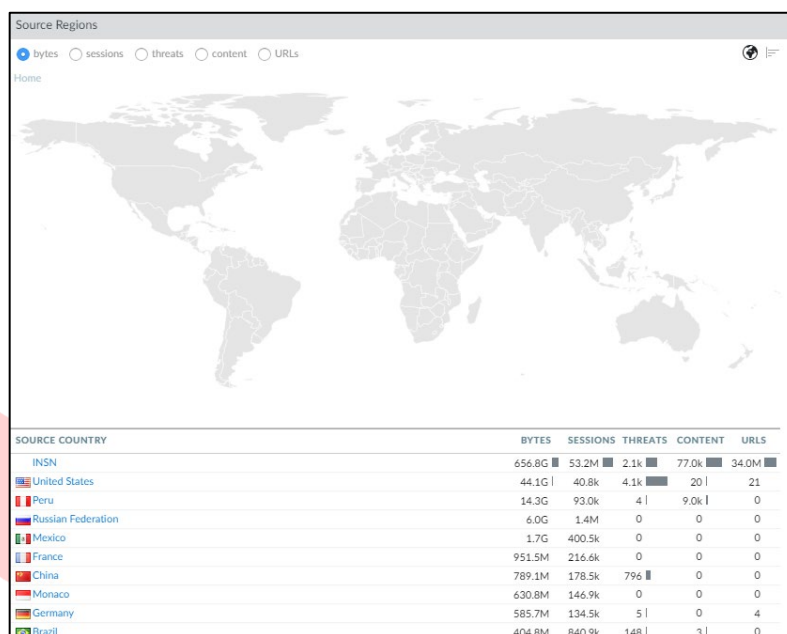 Source Regions
bytes sessions threats content URLs
Home
SOURCE COUNTRY BYTES SESSIONS THREATS CONTENT URLS
INSN 656.8G 53.2M 2.1k 77.0k 34.0M
United States 44.1G 40.8k 4.1k 20 21
Peru 14.3G 93.0k 4 9.0k 0
Russian Federation 6.0G 1.4M 0 0 0
Mexico 1.7G 400.5k 0 0 0
France 951.5M 216.6k 0 0 0
China 789.1M 178.5k 796 0 0
Monaco 630.8M 146.9k 0 0 0
Germany 585.7M 134.5k 5 0 4
Brazil 404.8M 840.9k 148 3 0